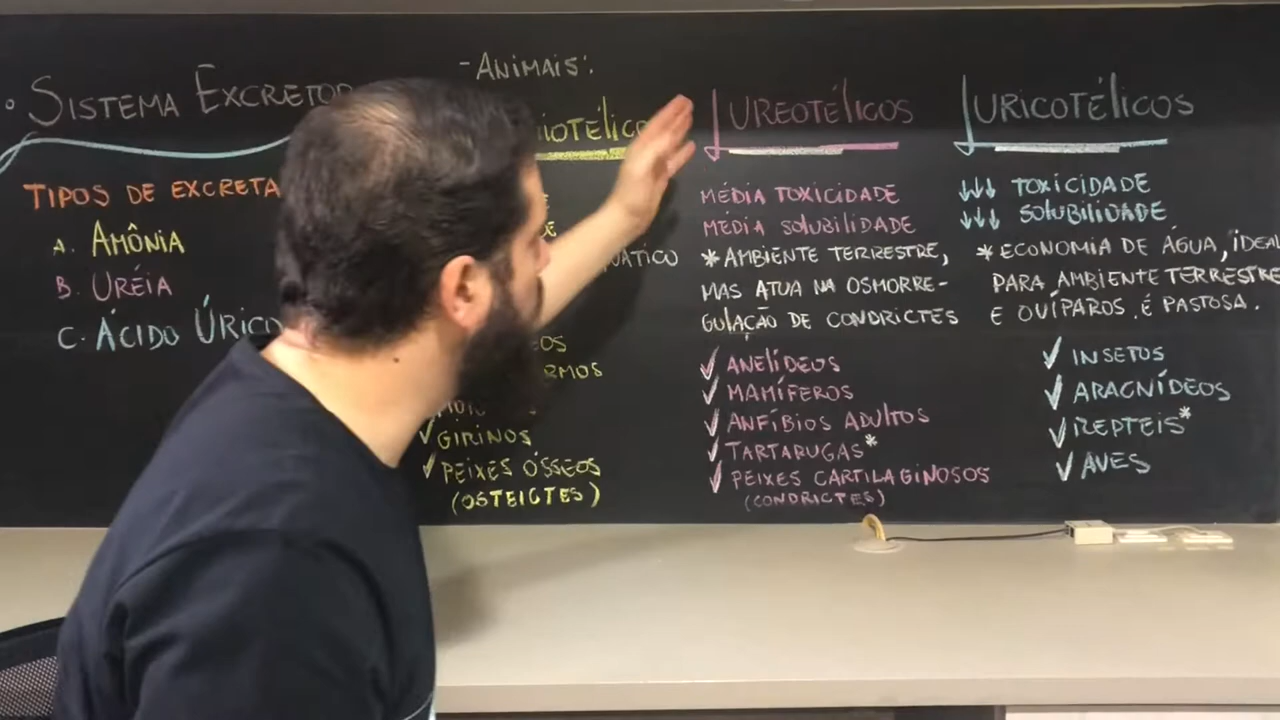 • SISTEMA EXCRETOR
TIPOS DE EXCRETA
A. AMÔNIA
B. URÉIA
C. ÁCIDO ÚRICO
- ANIMAIS:
GIRINOS
PEIXES ÓSSEOS
(OSTEICTES)
UREOTÉLICOS
MÉDIA TOXICIDADE
MÉDIA SOLUBILIDADE
* AMBIENTE TERRESTRE,
MAS ATUA NA OSMORRE-
GULAÇÃO DE CONDRICTES
✓ ANELÍDEOS
✓ MAMÍFEROS
✓ ANFÍBIOS ADULTOS
✓ TARTARUGAS*
✓ PEIXES CARTILAGINOSOS
(CONDRICTES)
URICOTÉLICOS
↓↓↓ TOXICIDADE
↓↓↓ SOLUBILIDADE
* ECONOMIA DE ÁGUA, IDEAL
PARA AMBIENTE TERRESTRE
E OVÍPAROS. É PASTOSA.
✓ INSETOS
✓ ARACNÍDEOS
✓ REPTEIS*
✓ AVES